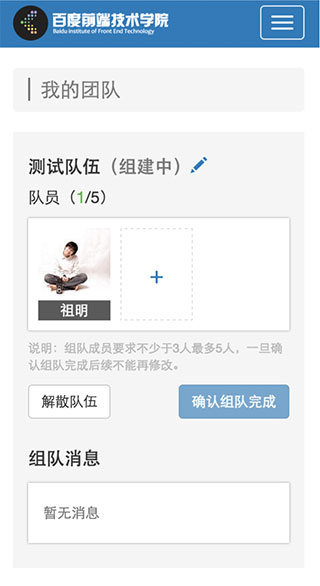 百度前端技术学院
Baidu Institute of Front End Technology
我的团队
测试队伍（组建中）
队员（1/5）
+
祖明
说明：组队成员要求不少于3人最多5人，一旦确
认组队完成后续不能再修改。
解散队伍
确认组队完成
组队消息
暂无消息